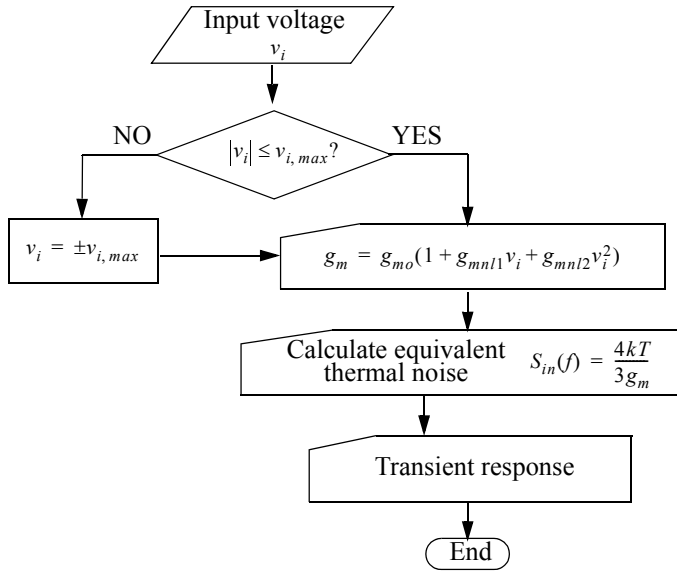 Input voltage
v_i
NO
YES
|v_i| ≤ v_{i, max}?
v_i = ±v_{i, max}
g_m = g_{mo}(1 + g_{mnl1}v_i + g_{mnl2}v_i^2)
Calculate equivalent
thermal noise
S_{in}(f) = \frac{4kT}{3g_m}
Transient response
End